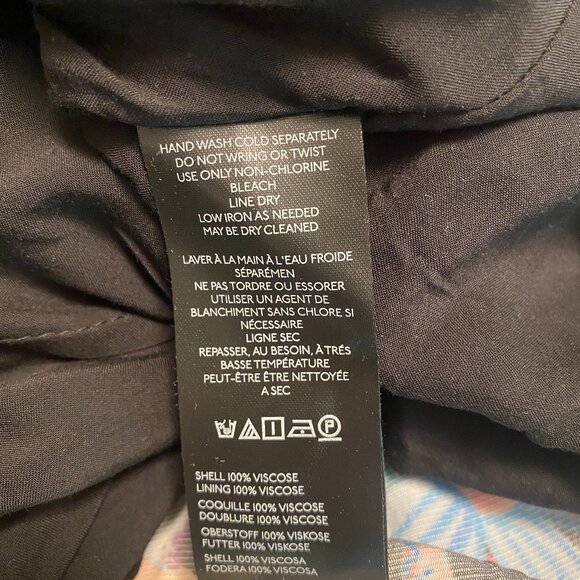 HAND WASH COLD SEPARATELY
DO NOT WRING OR TWIST
USE ONLY NON-CHLORINE
BLEACH
LINE DRY
LOW IRON AS NEEDED
MAY BE DRY CLEANED
LAVER À LA MAIN À L'EAU FROIDE
SÉPARÉMEN
NE PAS TORDRE OU ESSORER
UTILISER UN AGENT DE
BLANCHIMENT SANS CHLORE SI
NÉCESSAIRE
LIGNE SEC
REPASSER, AU BESOIN, À TRÉS
BASSE TEMPÉRATURE
PEUT-ÊTRE ÊTRE NETTOYÉE
A SEC
P
SHELL 100% VISCOSE
LINING 100% VISCOSE
COQUILLE 100% VISCOSE
DOUBLURE 100% VISCOSE
OBERSTOFF 100% VISKOSE
FUTTER 100% VISKOSE
SHELL 100% VISCOSA
FODERA 100% VISCOSA